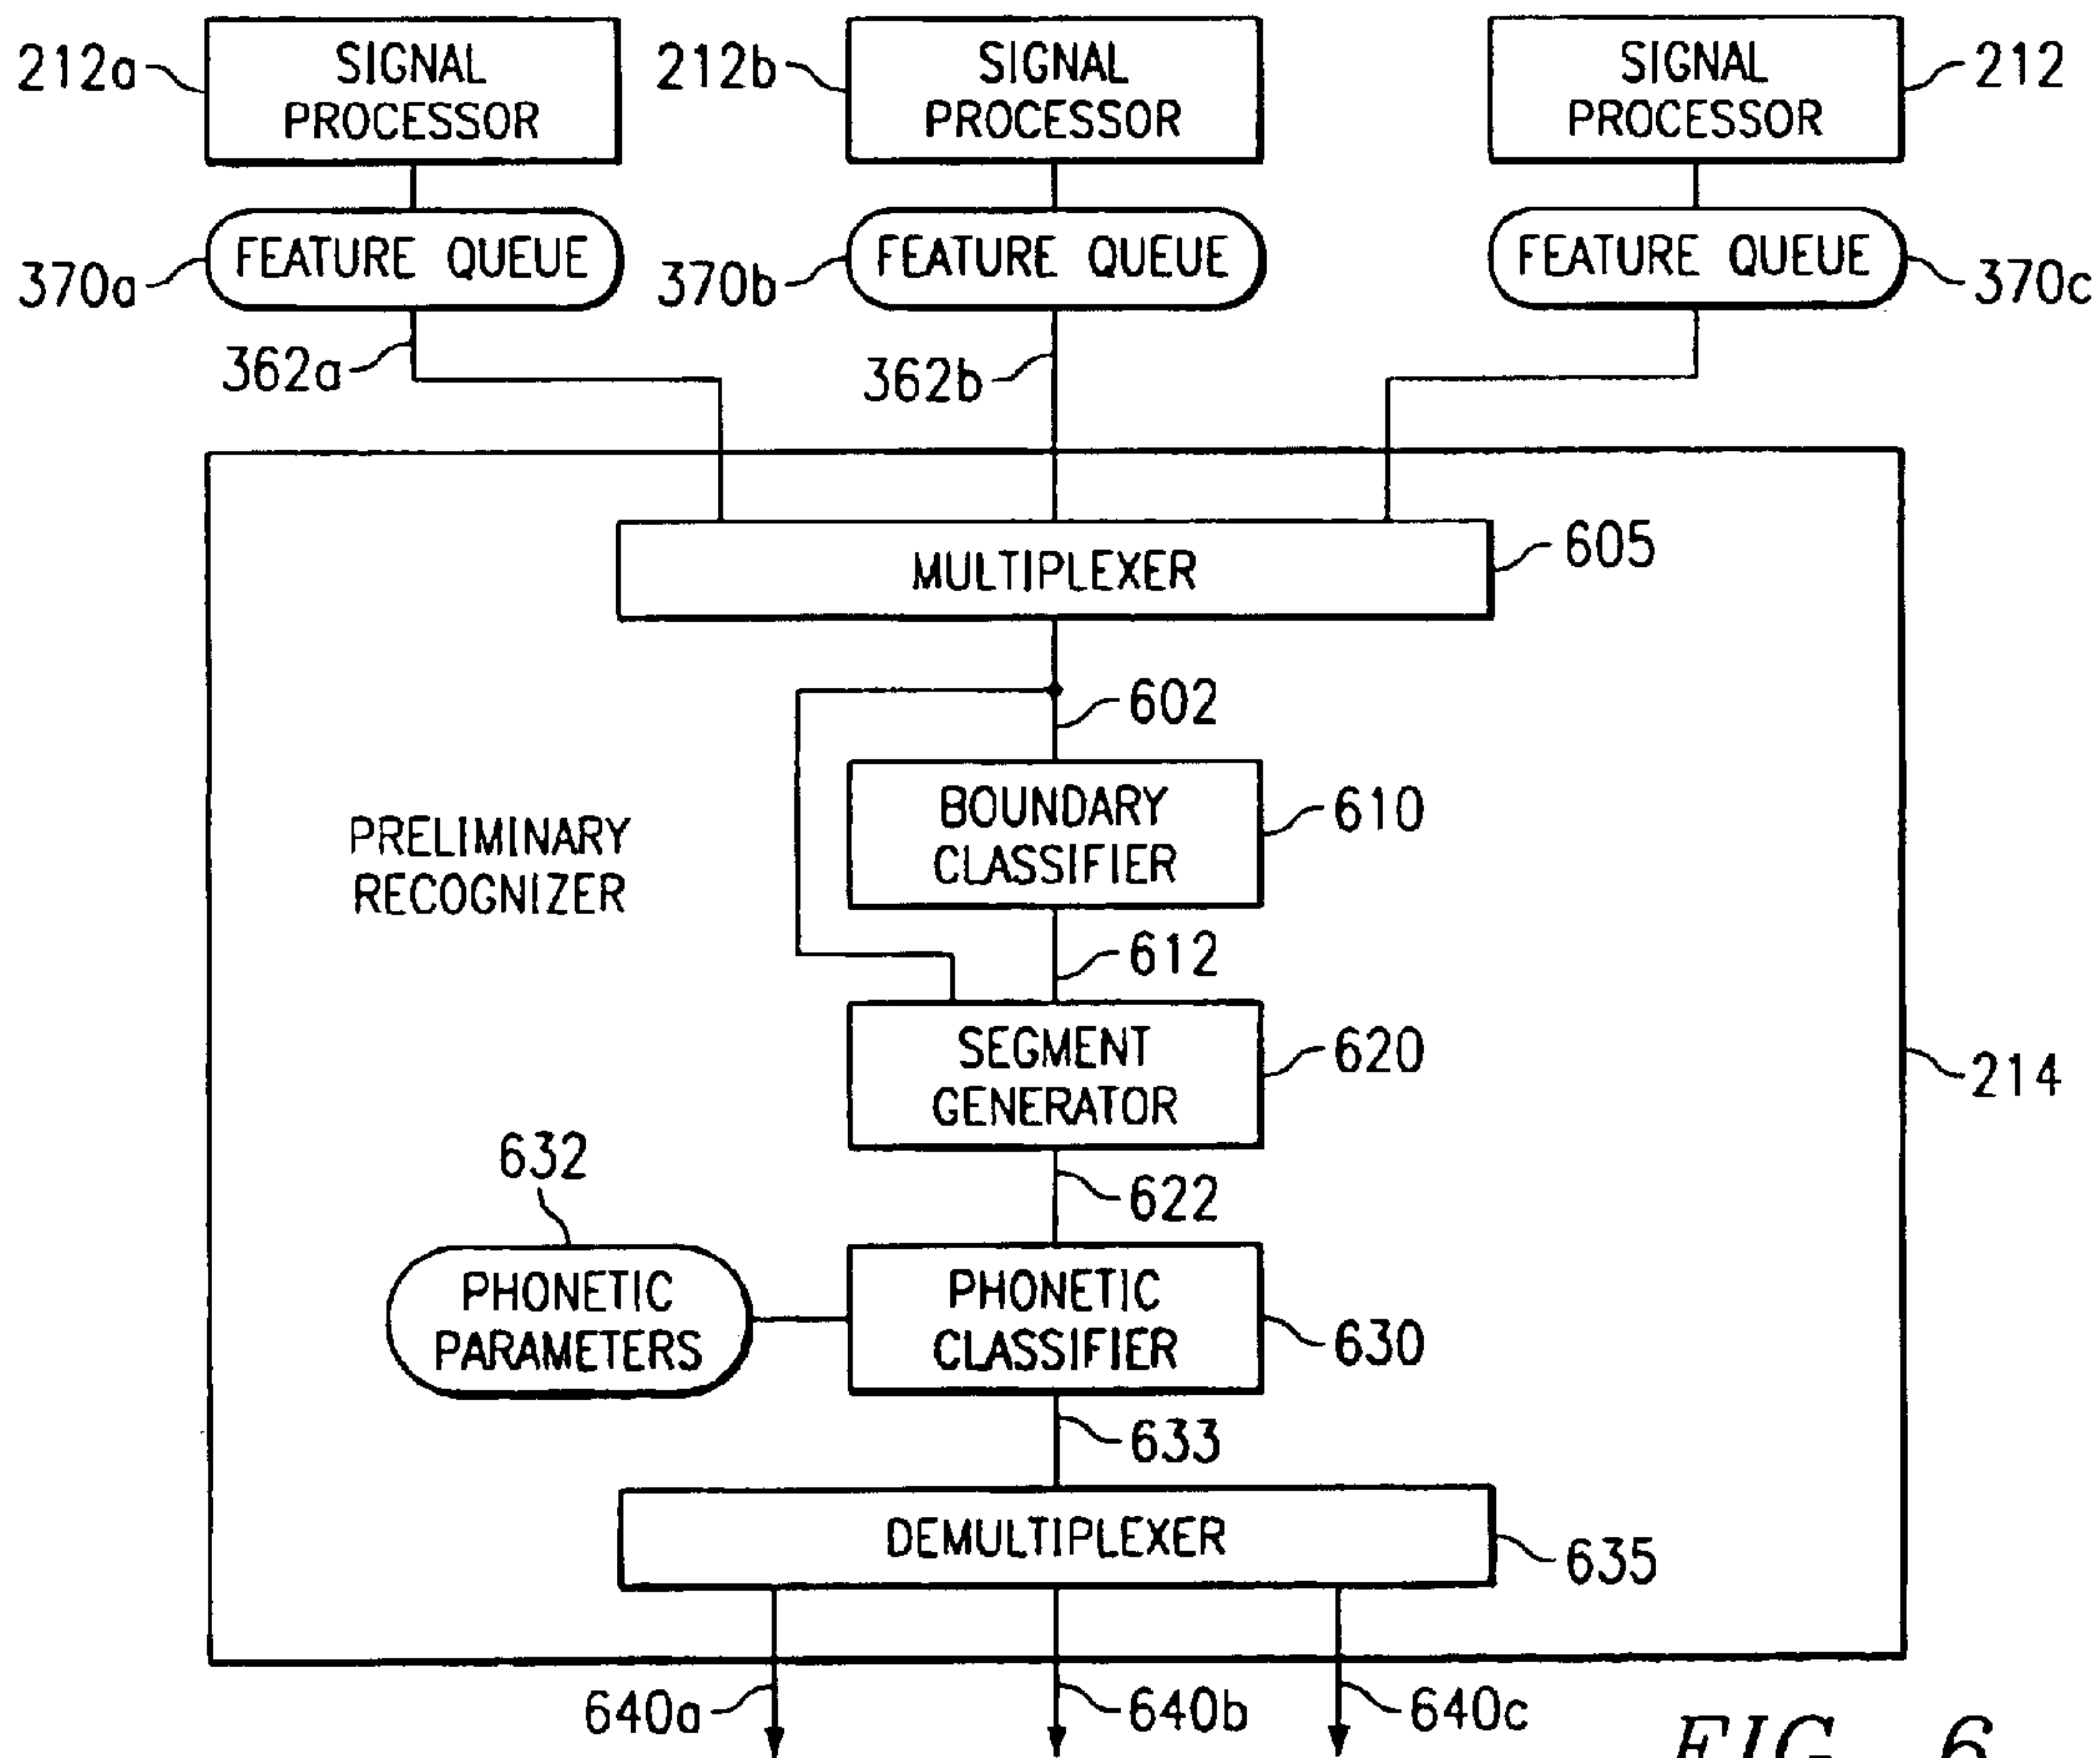 212a
SIGNAL
PROCESSOR
212b
SIGNAL
PROCESSOR
SIGNAL
PROCESSOR
212
370a
FEATURE QUEUE
370b
FEATURE QUEUE
FEATURE QUEUE
370c
362a
362b
MULTIPLEXER
605
602
PRELIMINARY
RECOGNIZER
BOUNDARY
CLASSIFIER
610
612
SEGMENT
GENERATOR
620
214
632
622
PHONETIC
PARAMETERS
PHONETIC
CLASSIFIER
630
633
DEMULTIPLEXER
635
640a
640b
640c
FIG. 6